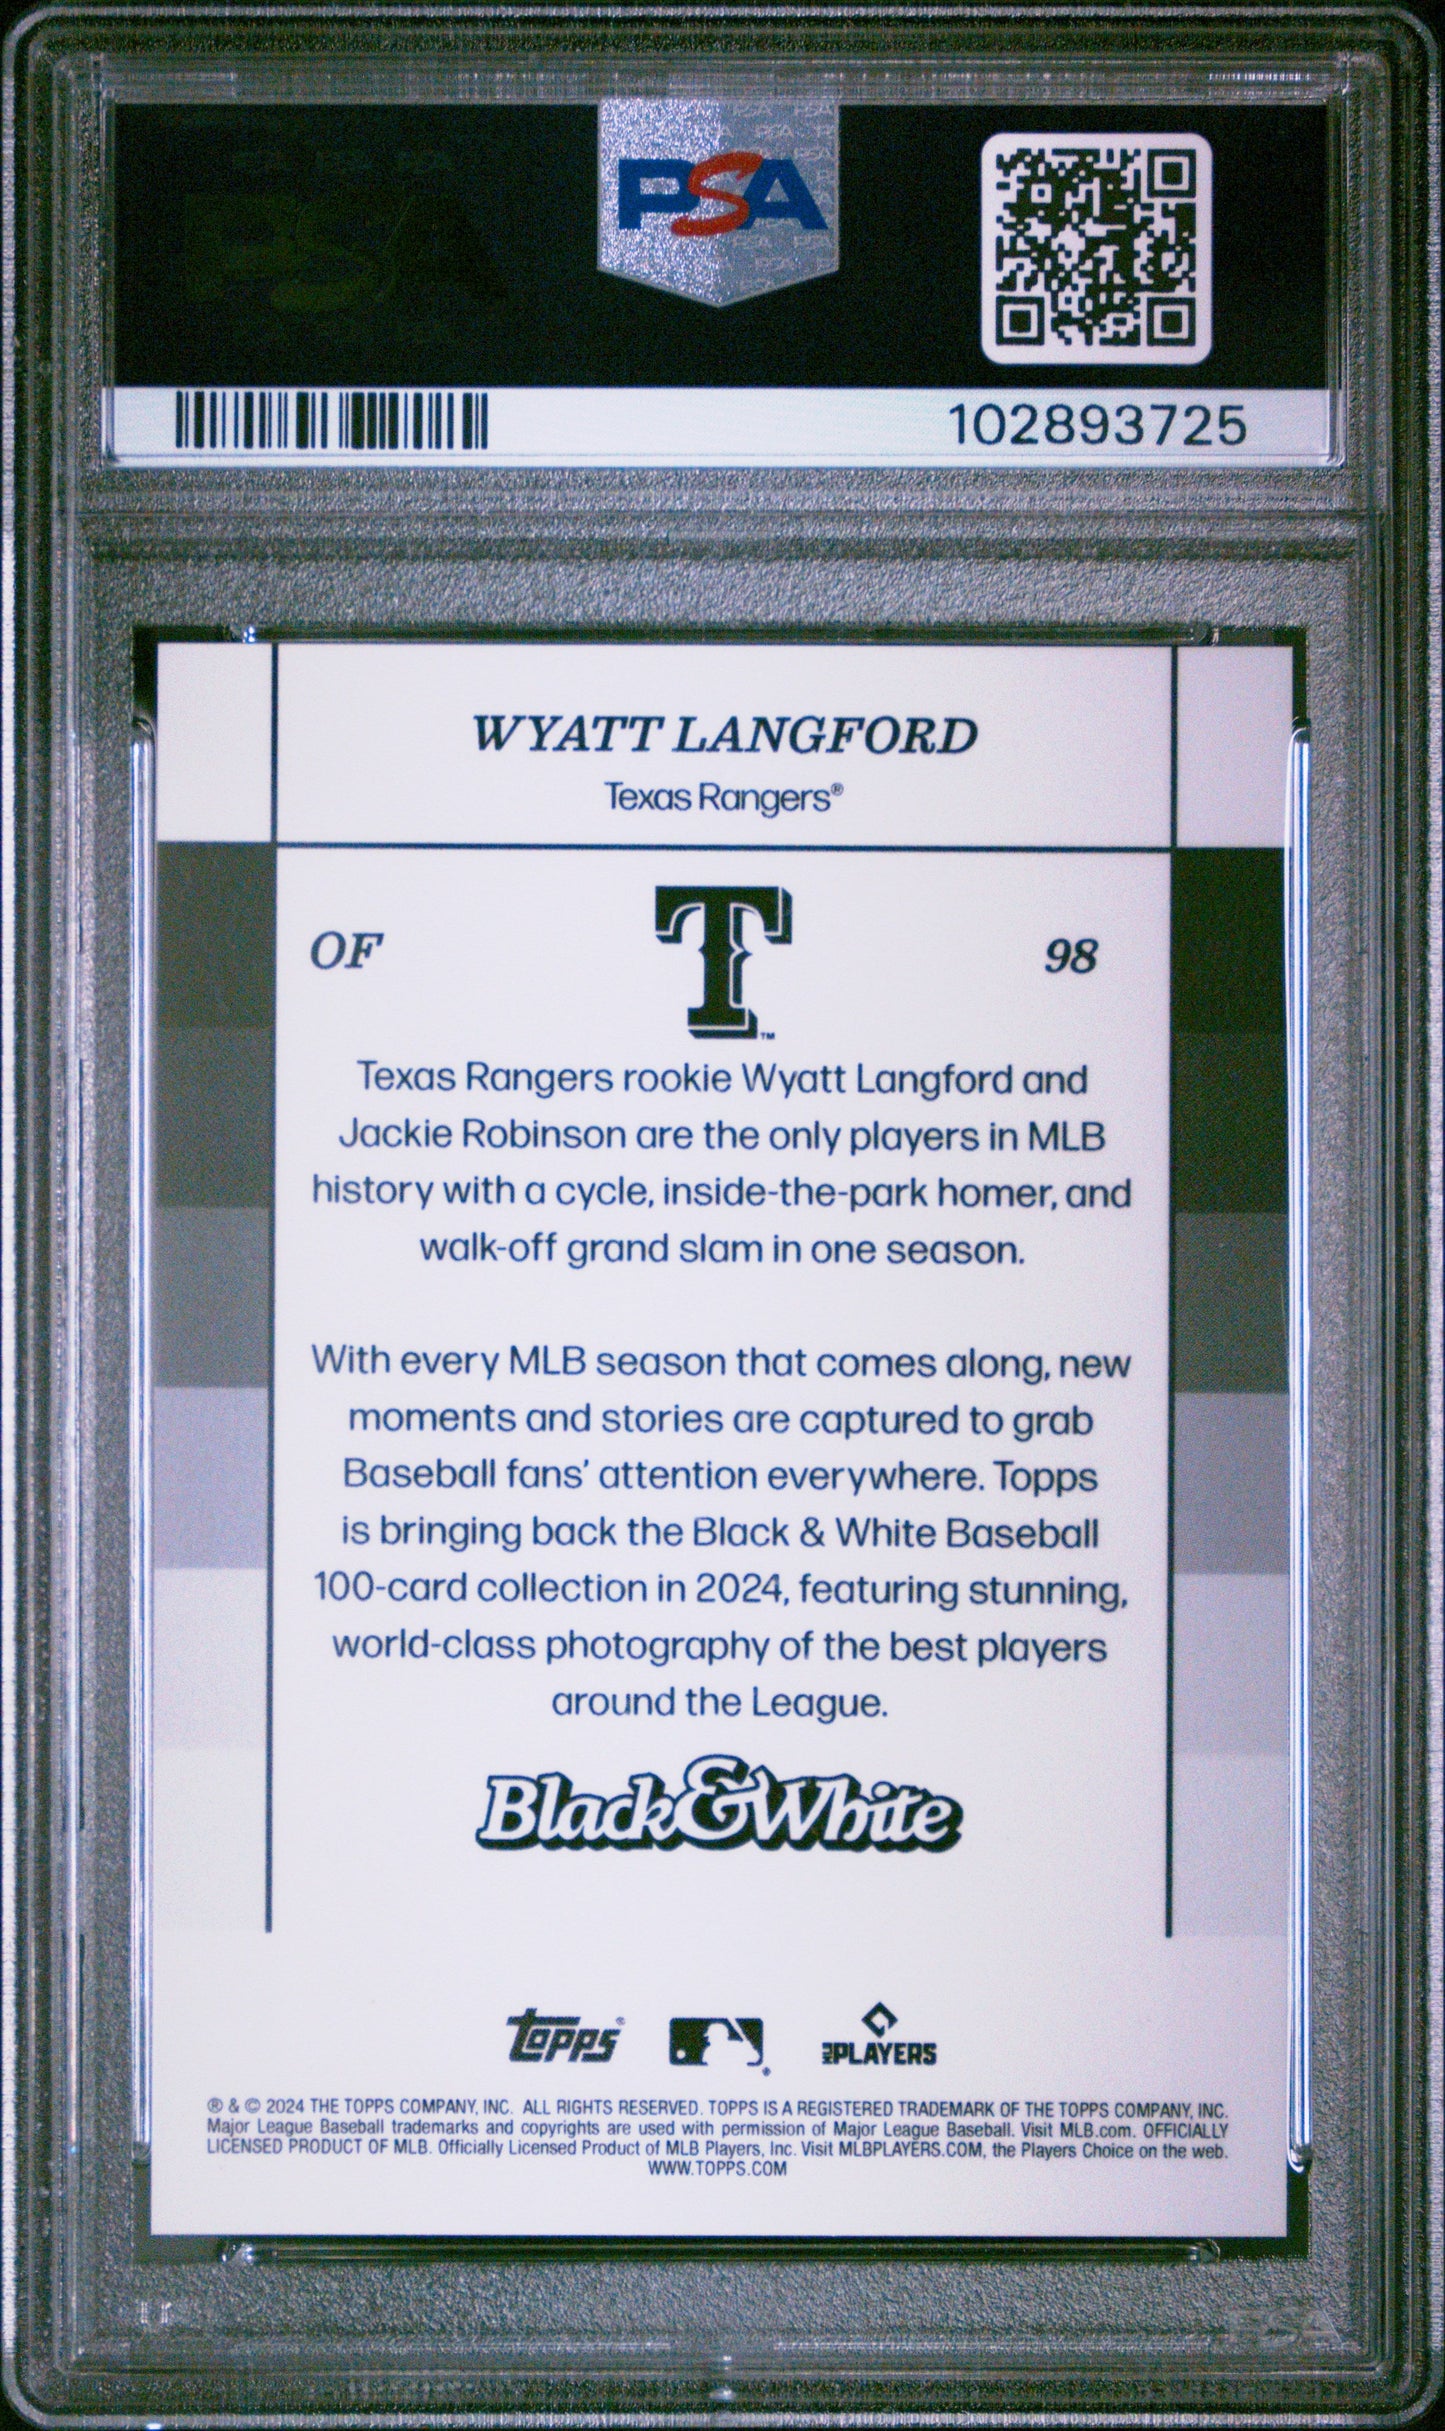 PSA
102893725
WYATT LANGFORD
Texas Rangers®
OF
T™
98
Texas Rangers rookie Wyatt Langford and
Jackie Robinson are the only players in MLB
history with a cycle, inside-the-park homer, and
walk-off grand slam in one season.
With every MLB season that comes along, new
moments and stories are captured to grab
Baseball fans' attention everywhere. Topps
is bringing back the Black & White Baseball
100-card collection in 2024, featuring stunning,
world-class photography of the best players
around the League.
Black&White
topps®
MLB PLAYERS
® & © 2024 THE TOPPS COMPANY, INC. ALL RIGHTS RESERVED. TOPPS IS A REGISTERED TRADEMARK OF THE TOPPS COMPANY, INC.
Major League Baseball trademarks and copyrights are used with permission of Major League Baseball. Visit MLB.com. OFFICIALLY
LICENSED PRODUCT OF MLB. Officially Licensed Product of MLB Players, Inc. Visit MLBPLAYERS.COM, the Players Choice on the web.
WWW.TOPPS.COM
PSA